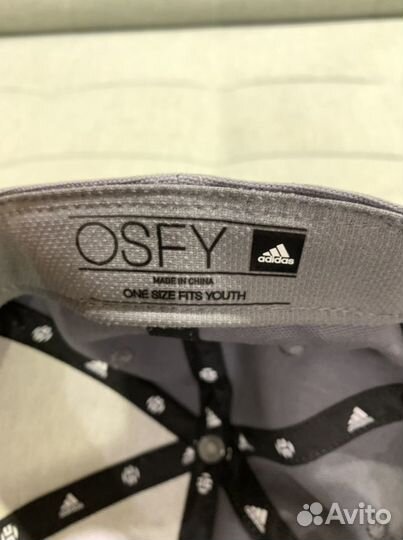 OSFY
adidas
MADE IN CHINA
ONE SIZE FITS YOUTH
Avito